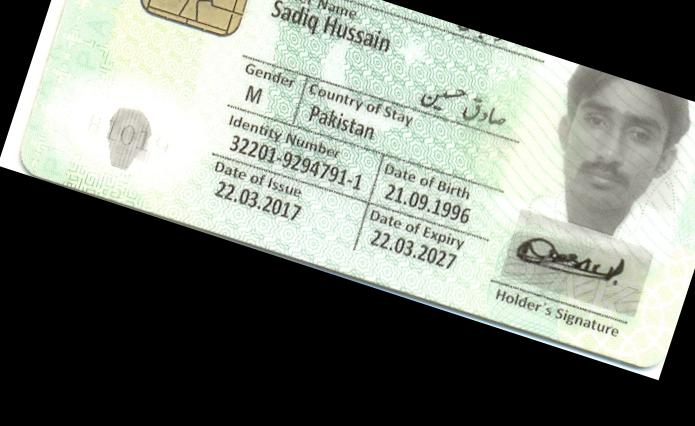 Name
Sadiq Hussain
Gender
M
Country of Stay
Pakistan
صادق حسین
Identity Number
32201-9294791-1
Date of Birth
21.09.1996
Date of Issue
22.03.2017
Date of Expiry
22.03.2027
Holder's Signature